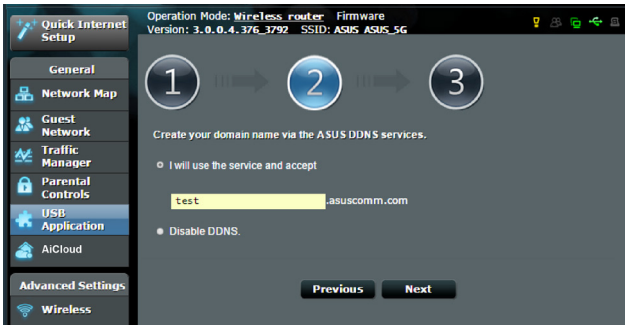 Quick Internet
Setup
Operation Mode: Wireless router Firmware
Version: 3.0.0.4.376_3792 SSID: ASUS ASUS_5G
General
Network Map
Guest
Network
Traffic
Manager
Parental
Controls
USB
Application
AiCloud
Advanced Settings
Wireless
1
2
3
Create your domain name via the ASUS DDNS services.
I will use the service and accept
test .asuscomm.com
Disable DDNS.
Previous Next